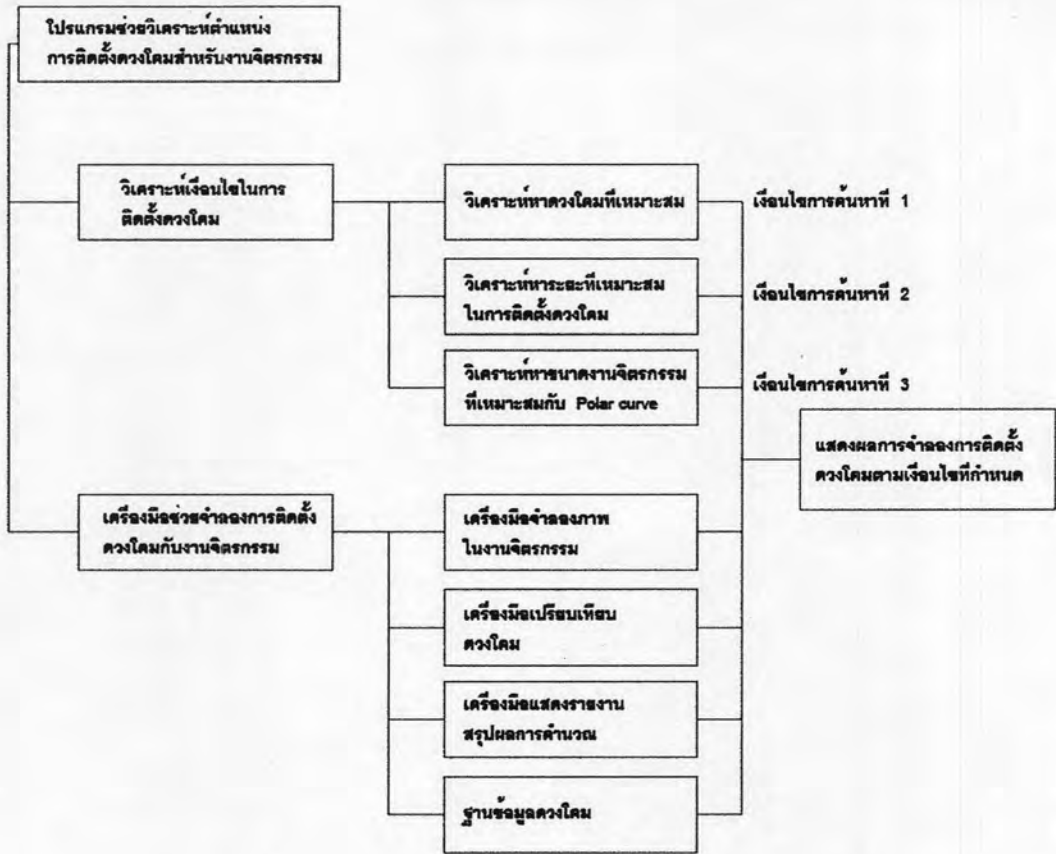 โปรแกรมช่วยวิเคราะห์ตำแหน่ง
การติดตั้งดวงโคมสำหรับงานจิตรกรรม
วิเคราะห์เงื่อนไขในการ
ติดตั้งดวงโคม
วิเคราะห์หาดวงโคมที่เหมาะสม
เงื่อนไขการค้นหาที่ 1
วิเคราะห์หาระยะที่เหมาะสม
ในการติดตั้งดวงโคม
เงื่อนไขการค้นหาที่ 2
วิเคราะห์หาขนาดงานจิตรกรรม
ที่เหมาะสมกับ Polar curve
เงื่อนไขการค้นหาที่ 3
แสดงผลการจำลองการติดตั้ง
ดวงโคมตามเงื่อนไขที่กำหนด
เครื่องมือช่วยจำลองการติดตั้ง
ดวงโคมกับงานจิตรกรรม
เครื่องมือจำลองภาพ
ในงานจิตรกรรม
เครื่องมือเปรียบเทียบ
ดวงโคม
เครื่องมือแสดงรายงาน
สรุปผลการคำนวณ
ฐานข้อมูลดวงโคม